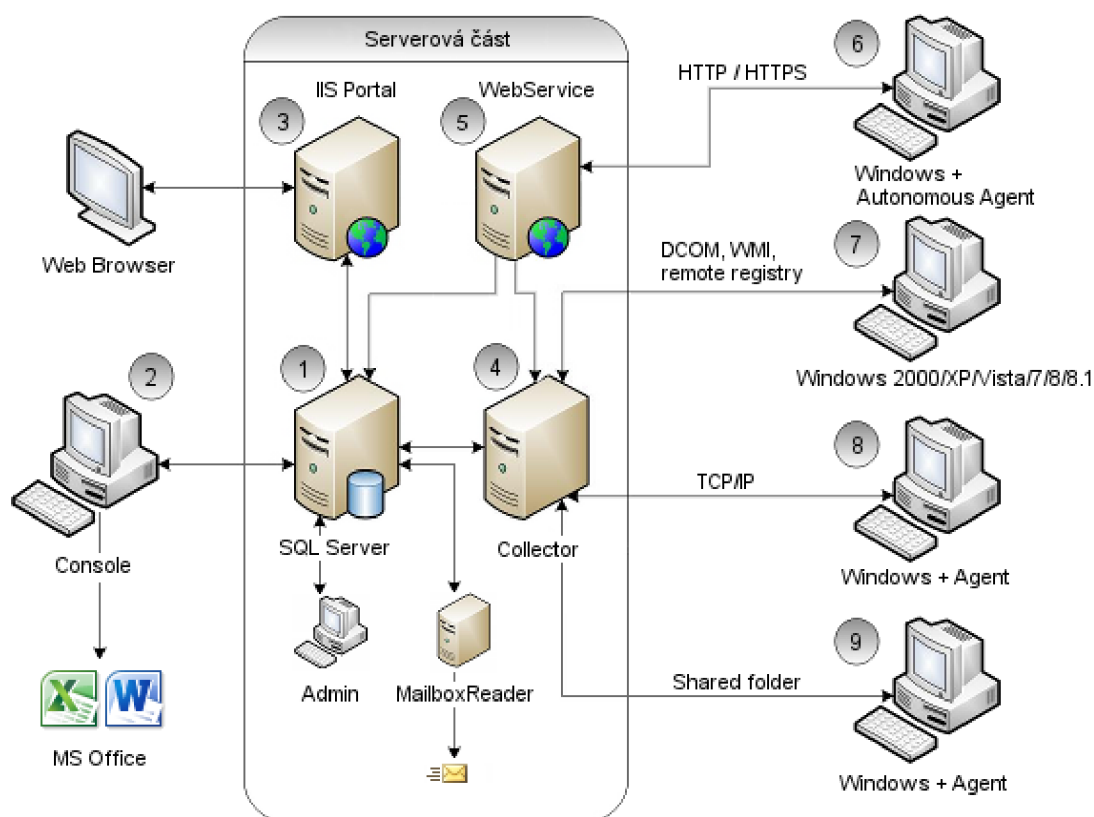 Serverová část
IIS Portal
WebService
3
5
HTTP / HTTPS
6
Windows +
Autonomous Agent
Web Browser
DCOM, WMI,
remote registry
7
Windows 2000/XP/Vista/7/8/8.1
2
1
4
Console
SQL Server
Collector
TCP/IP
8
Windows + Agent
Admin
MailboxReader
X
W
MS Office
Shared folder
9
Windows + Agent